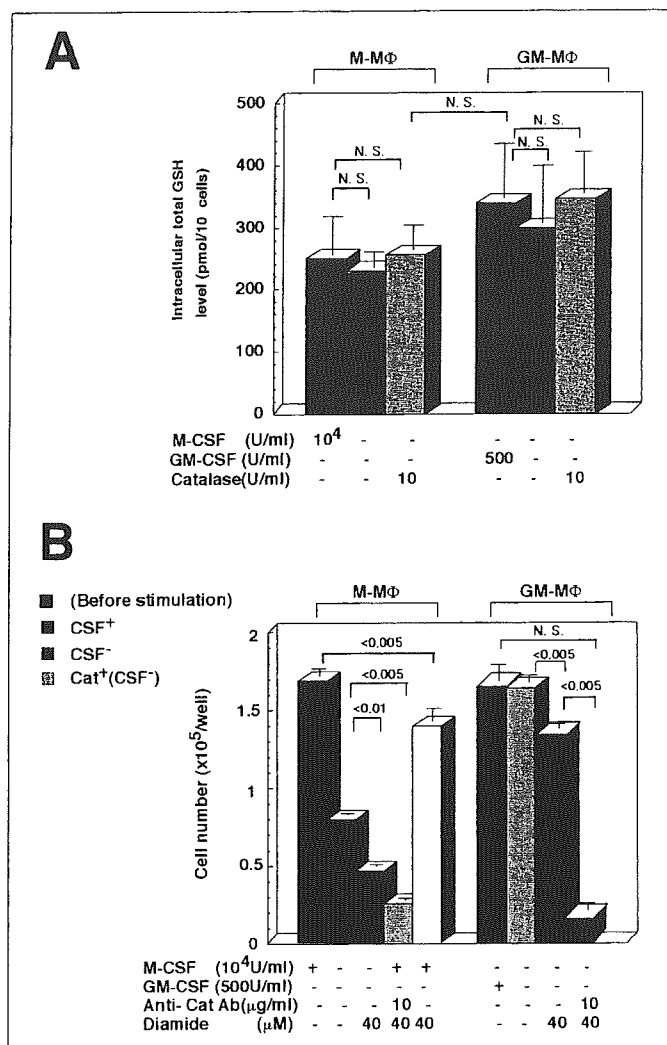 A
M-MΦ GM-MΦ
500
400
300
200
100
0
Intracellular total GSH
level (pmol/10 cells)
N. S.
N. S.
N. S.
N. S.
N. S.
M-CSF (U/ml) 10⁴ - - - - -
GM-CSF (U/ml) - - - 500 - -
Catalase(U/ml) - - 10 - - 10
B
(Before stimulation)
CSF⁺
CSF⁻
Cat⁺(CSF⁻)
M-MΦ GM-MΦ
2
1.5
1
0.5
0
Cell number (x10⁵/well)
<0.005
<0.005
<0.01
N. S.
<0.005
<0.005
M-CSF (10⁴U/ml) + - - + + - - - -
GM-CSF (500U/ml) - - - - - + - - -
Anti- Cat Ab(μg/ml) - - - 10 - - - - 10
Diamide (μM) - - 40 40 40 - - 40 40